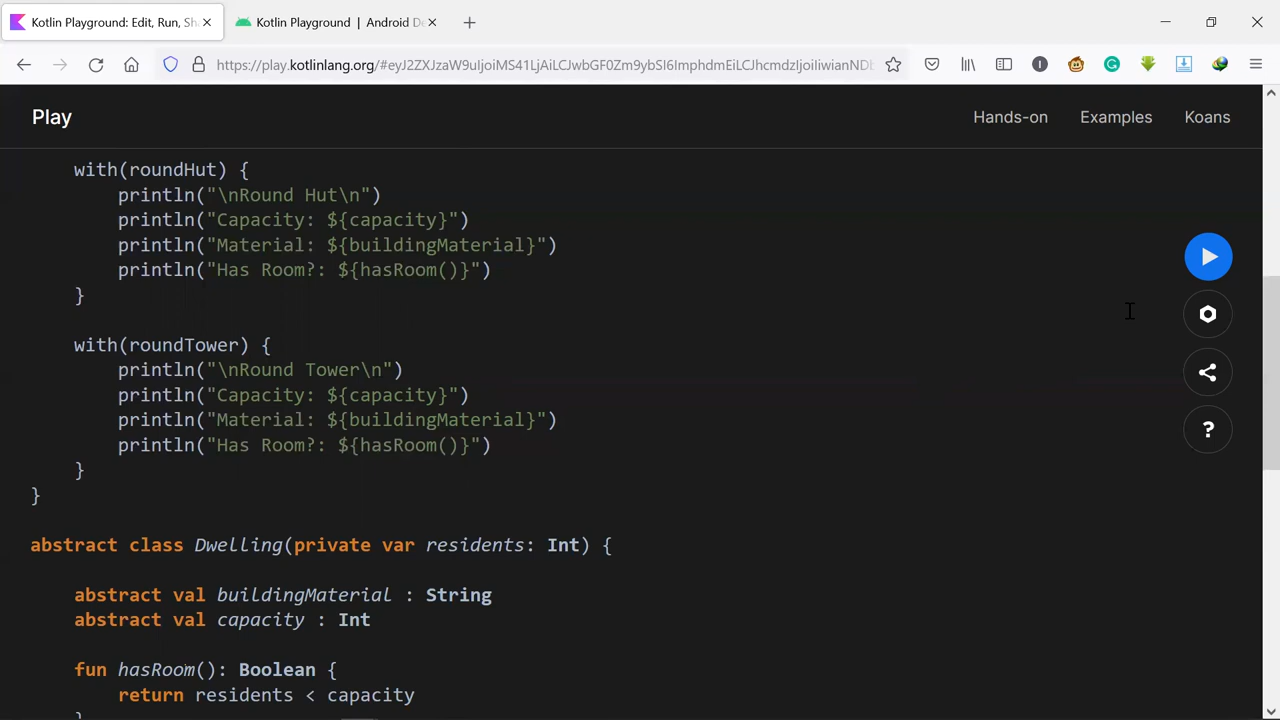 Kotlin Playground: Edit, Run, Sh
Kotlin Playground | Android De
https://play.kotlinlang.org/#eyJ2ZXJzaW9uIjoiMS41LjAiLCJwbGF0Zm9ybSI6ImphdmEiLCJhcmdzIjoiIiwianNDb
Play
Hands-on Examples Koans
with(roundHut) {
println("\nRound Hut\n")
println("Capacity: ${capacity}")
println("Material: ${buildingMaterial}")
println("Has Room?: ${hasRoom()}")
}
with(roundTower) {
println("\nRound Tower\n")
println("Capacity: ${capacity}")
println("Material: ${buildingMaterial}")
println("Has Room?: ${hasRoom()}")
}
}
abstract class Dwelling(private var residents: Int) {
abstract val buildingMaterial : String
abstract val capacity : Int
fun hasRoom(): Boolean {
return residents < capacity
}